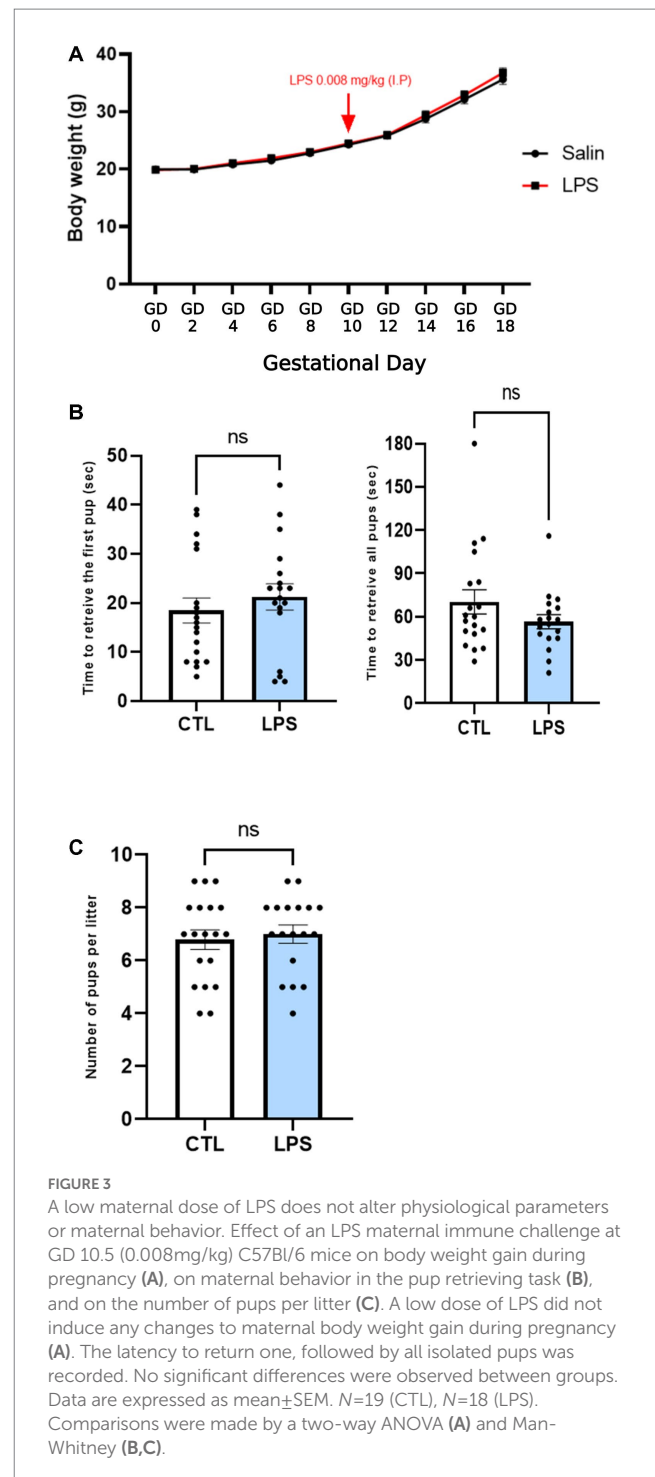 A
40
30
20
10
0
Body weight (g)
LPS 0.008 mg/kg (I.P)
Salin
LPS
GD GD GD GD GD GD GD GD GD GD
0 2 4 6 8 10 12 14 16 18
Gestational Day
B
ns
50
40
30
20
10
0
Time to retreive the first pup (sec)
CTL LPS
ns
180
150
120
90
60
30
0
Time to retreive all pups (sec)
CTL LPS
C
ns
10
8
6
4
2
0
Number of pups per litter
CTL LPS
FIGURE 3
A low maternal dose of LPS does not alter physiological parameters
or maternal behavior. Effect of an LPS maternal immune challenge at
GD 10.5 (0.008mg/kg) C57Bl/6 mice on body weight gain during
pregnancy (A), on maternal behavior in the pup retrieving task (B),
and on the number of pups per litter (C). A low dose of LPS did not
induce any changes to maternal body weight gain during pregnancy
(A). The latency to return one, followed by all isolated pups was
recorded. No significant differences were observed between groups.
Data are expressed as mean±SEM. N=19 (CTL), N=18 (LPS).
Comparisons were made by a two-way ANOVA (A) and Man-
Whitney (B,C).